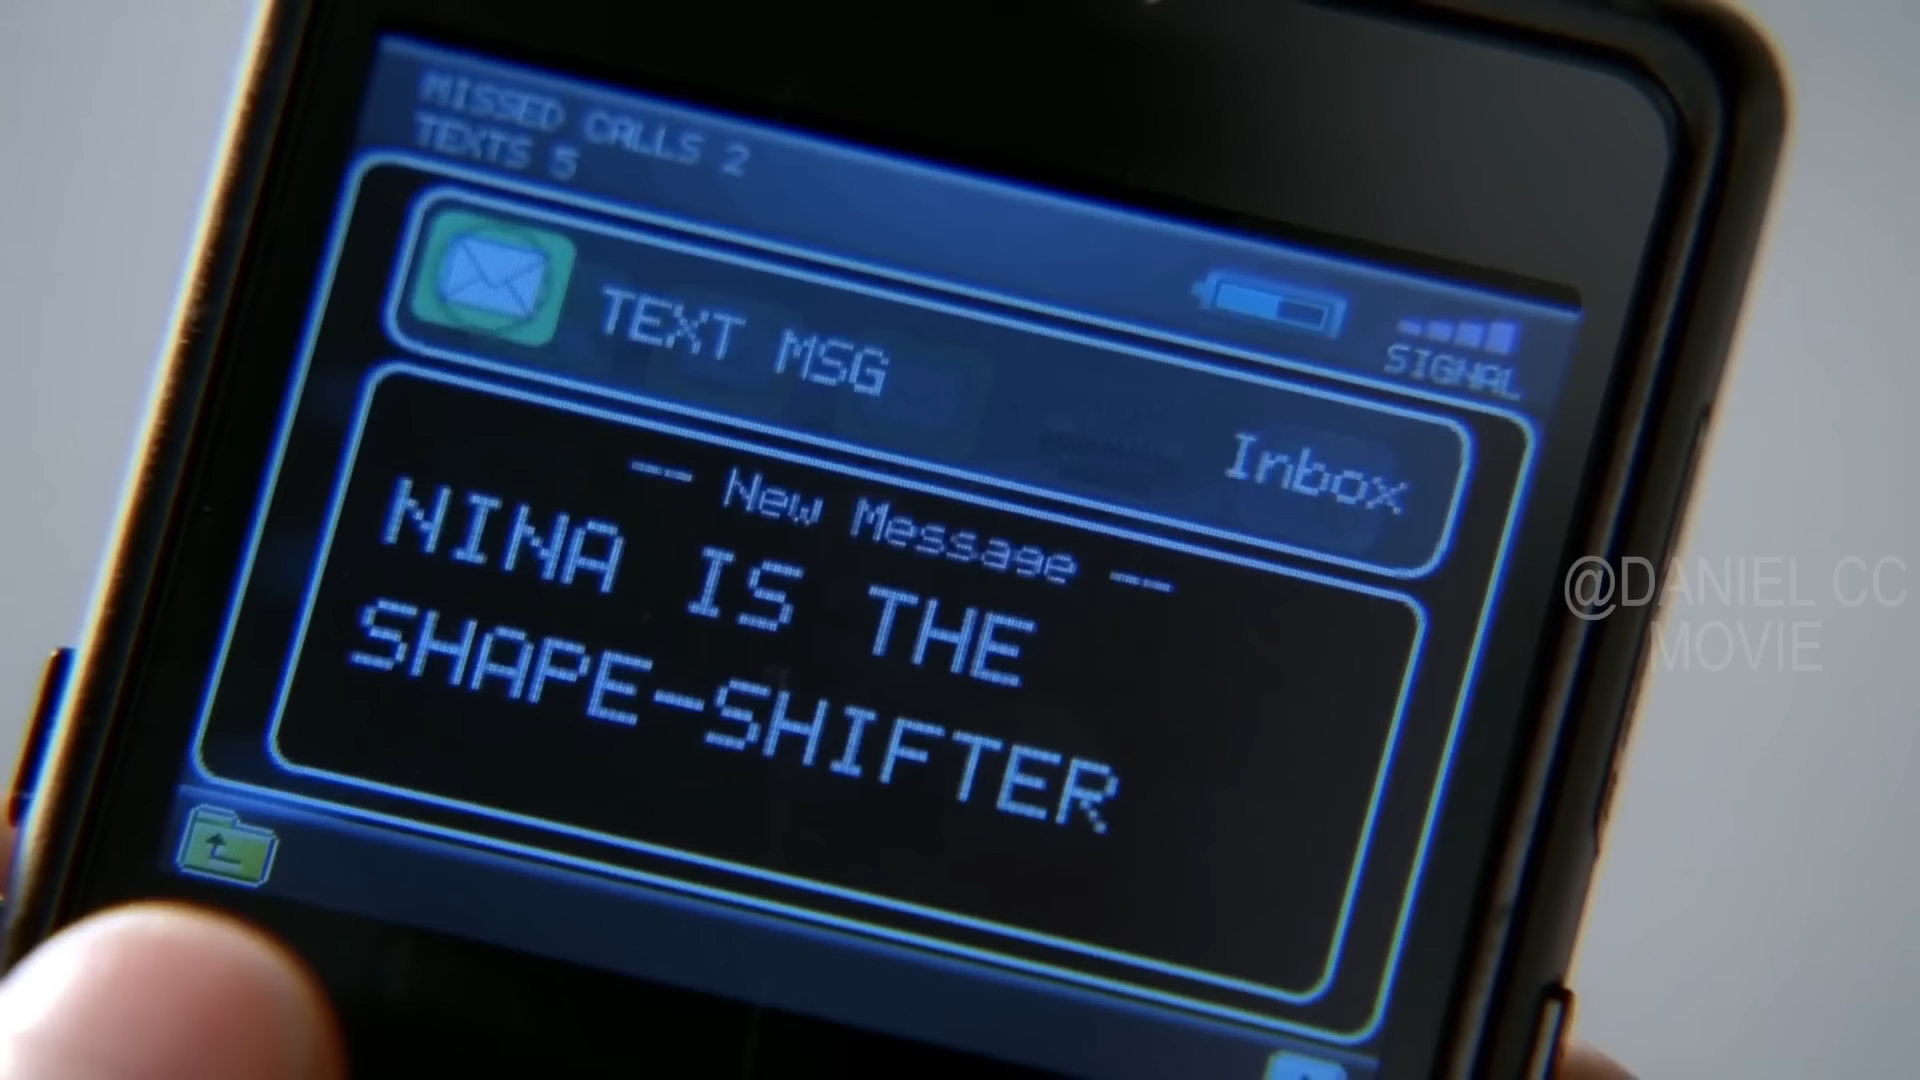 MISSED CALLS 2
TEXTS 5
SIGNAL
TEXT MSG
Inbox
-- New Message --
NINA IS THE
SHAPE-SHIFTER
@DANIEL CC
MOVIE